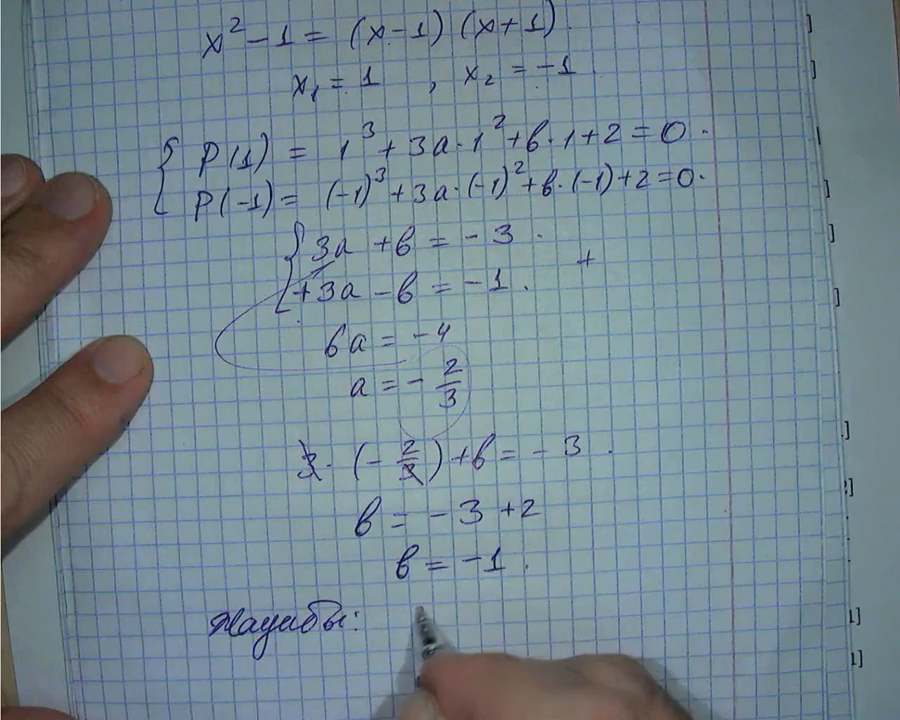 x² - 1 = (x-1) (x+1)
x₁ = 1 , x₂ = -1
P(1) = 1³ + 3a·1² + b·1 + 2 = 0.
P(-1) = (-1)³ + 3a·(-1)² + b·(-1) + 2 = 0.
3a + b = -3.
+3a - b = -1. +
6a = -4
a = - 2/3
3·(- 2/3) + b = -3.
b = -3 + 2
b = -1.
Жауабы: